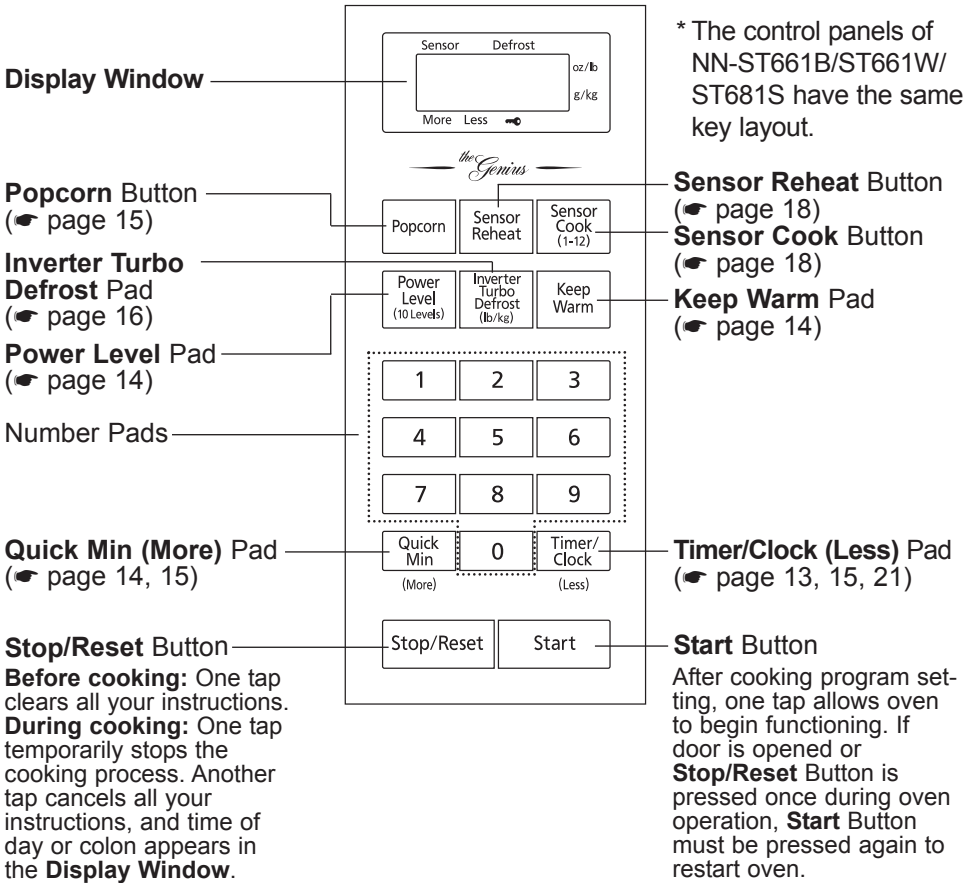 * The control panels of
NN-ST661B/ST661W/
ST681S have the same
key layout.
Display Window
Sensor Defrost
oz/lb
g/kg
More Less
the Genius
Popcorn Button
(☛ page 15)
Inverter Turbo
Defrost Pad
(☛ page 16)
Power Level Pad
(☛ page 14)
Number Pads
Quick Min (More) Pad
(☛ page 14, 15)
Stop/Reset Button
Before cooking: One tap
clears all your instructions.
During cooking: One tap
temporarily stops the
cooking process. Another
tap cancels all your
instructions, and time of
day or colon appears in
the Display Window.
Popcorn
Sensor
Reheat
Sensor
Cook
(1-12)
Power
Level
(10 Levels)
Inverter
Turbo
Defrost
(lb/kg)
Keep
Warm
1 2 3
4 5 6
7 8 9
Quick
Min
(More)
0
Timer/
Clock
(Less)
Stop/Reset
Start
Sensor Reheat Button
(☛ page 18)
Sensor Cook Button
(☛ page 18)
Keep Warm Pad
(☛ page 14)
Timer/Clock (Less) Pad
(☛ page 13, 15, 21)
Start Button
After cooking program set-
ting, one tap allows oven
to begin functioning. If
door is opened or
Stop/Reset Button is
pressed once during oven
operation, Start Button
must be pressed again to
restart oven.